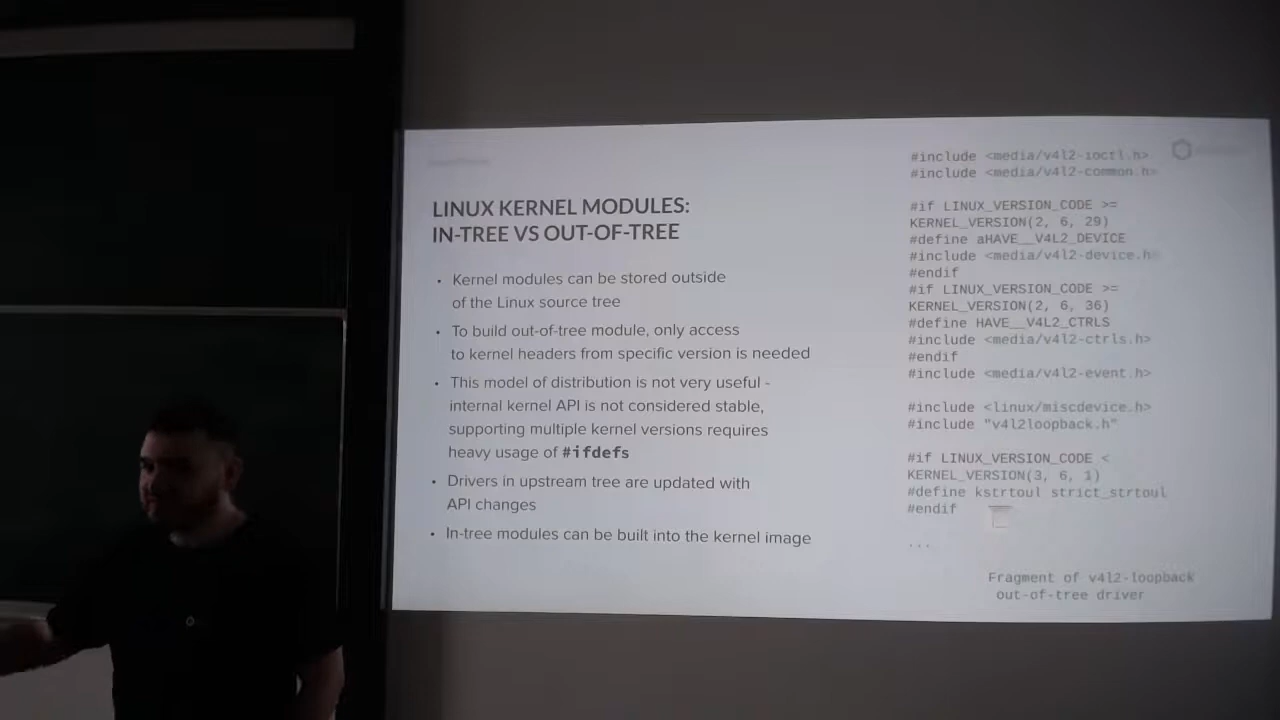 LINUX KERNEL MODULES:
IN-TREE VS OUT-OF-TREE
• Kernel modules can be stored outside
of the Linux source tree
• To build out-of-tree module, only access
to kernel headers from specific version is needed
• This model of distribution is not very useful -
internal kernel API is not considered stable,
supporting multiple kernel versions requires
heavy usage of #ifdefs
• Drivers in upstream tree are updated with
API changes
• In-tree modules can be built into the kernel image
#include <media/v4l2-ioctl.h>
#include <media/v4l2-common.h>
#if LINUX_VERSION_CODE >=
KERNEL_VERSION(2, 6, 29)
#define aHAVE__V4L2_DEVICE
#include <media/v4l2-device.h>
#endif
#if LINUX_VERSION_CODE >=
KERNEL_VERSION(2, 6, 36)
#define HAVE__V4L2_CTRLS
#include <media/v4l2-ctrls.h>
#endif
#include <media/v4l2-event.h>
#include <linux/miscdevice.h>
#include "v4l2loopback.h"
#if LINUX_VERSION_CODE <
KERNEL_VERSION(3, 6, 1)
#define kstrtoul strict_strtoul
#endif
...
Fragment of v4l2-loopback
out-of-tree driver